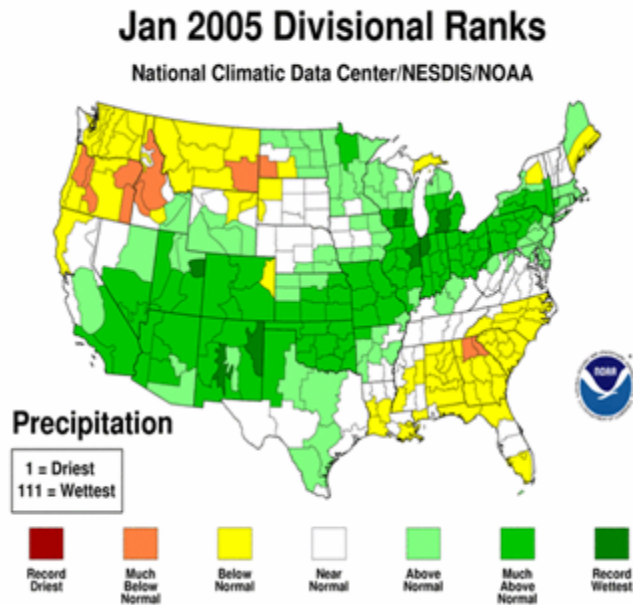 Jan 2005 Divisional Ranks
National Climatic Data Center/NESDIS/NOAA
NOAA
Precipitation
1 = Driest
111 = Wettest
Record
Driest
Much
Below
Normal
Below
Normal
Near
Normal
Above
Normal
Much
Above
Normal
Record
Wettest